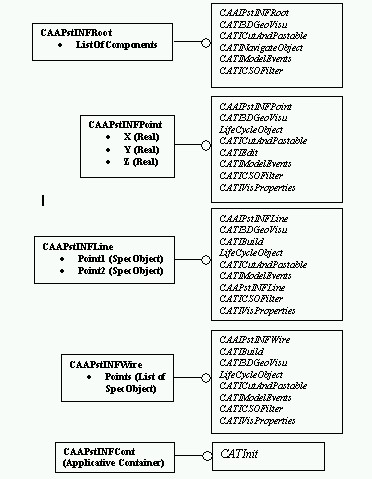 CAAPstINFRoot
• ListOfComponents
CAAIPstINFRoot
CATI3DGeoVisu
CATICutAndPastable
CATINavigateObject
CATIModelEvents
CATICSOFilter
CAAPstINFPoint
• X (Real)
• Y (Real)
• Z (Real)
CAAIPstINFPoint
CATI3DGeoVisu
LifeCycleObject
CATICutAndPastable
CATIEdit
CATIModelEvents
CATICSOFilter
CATIVisProperties
CAAPstINFLine
• Point1 (SpecObject)
• Point2 (SpecObject)
CAAIPstINFLine
CATI3DGeoVisu
CATIBuild
LifeCycleObject
CATICutAndPastable
CATIModelEvents
CAAPstINFLine
CATICSOFilter
CATIVisProperties
CAAPstINFWire
• Points (List of
SpecObject)
CAAIPstINFWire
CATIBuild
CATI3DGeoVisu
LifeCycleObject
CATICutAndPastable
CATIModelEvents
CATICSOFilter
CATIVisProperties
CAAPstINFCont
(Applicative Container)
CATInit